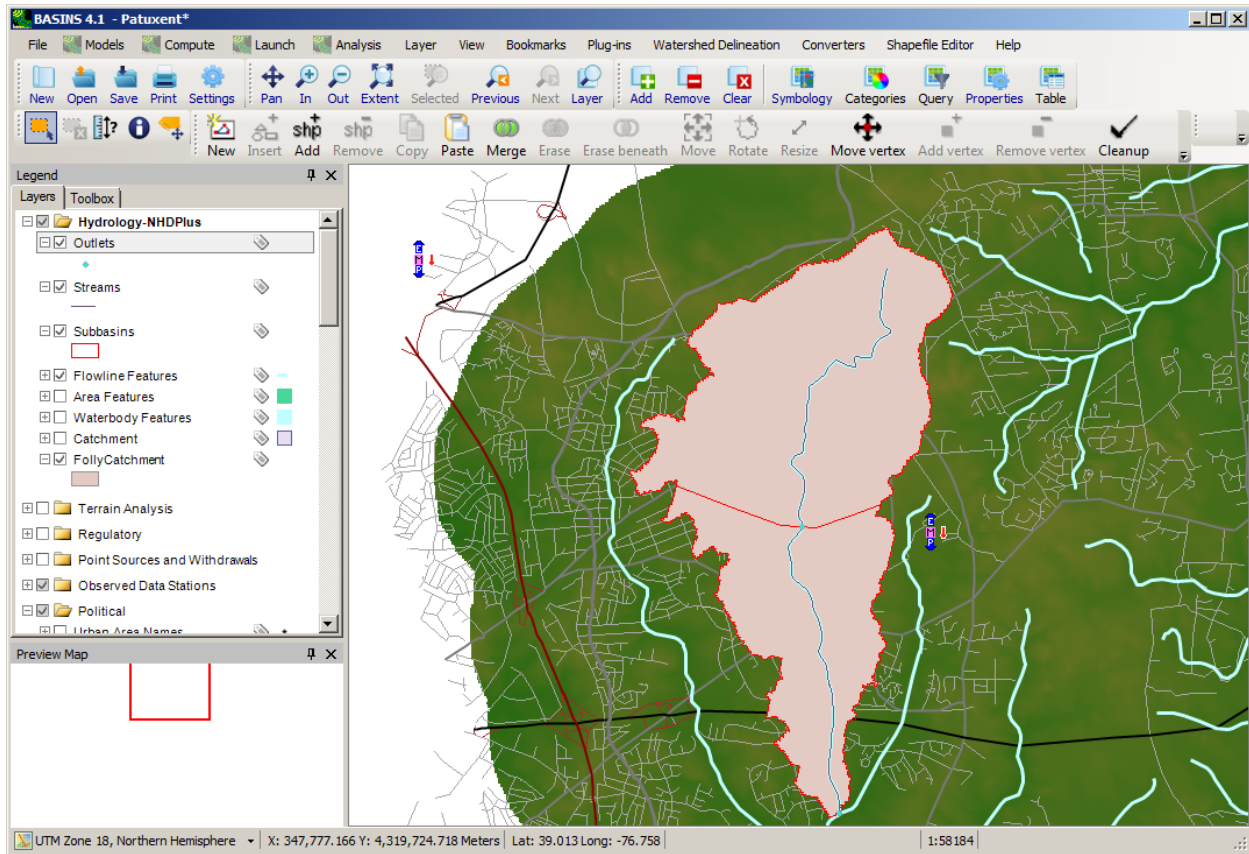 BASINS 4.1 - Patuxent*
File Models Compute Launch Analysis Layer View Bookmarks Plug-ins Watershed Delineation Converters Shapefile Editor Help
New Open Save Print Settings Pan In Out Extent Selected Previous Next Layer Add Remove Clear Symbology Categories Query Properties Table
New Insert Add Remove Copy Paste Merge Erase Erase beneath Move Rotate Resize Move vertex Add vertex Remove vertex Cleanup
shp shp
Legend
Layers Toolbox
Hydrology-NHDPlus
Outlets
Streams
Subbasins
Flowline Features
Area Features
Waterbody Features
Catchment
FollyCatchment
Terrain Analysis
Regulatory
Point Sources and Withdrawals
Observed Data Stations
Political
Urban Area Names
Preview Map
E
M
P
E
M
P
UTM Zone 18, Northern Hemisphere X: 347,777.166 Y: 4,319,724.718 Meters Lat: 39.013 Long: -76.758 1:58184